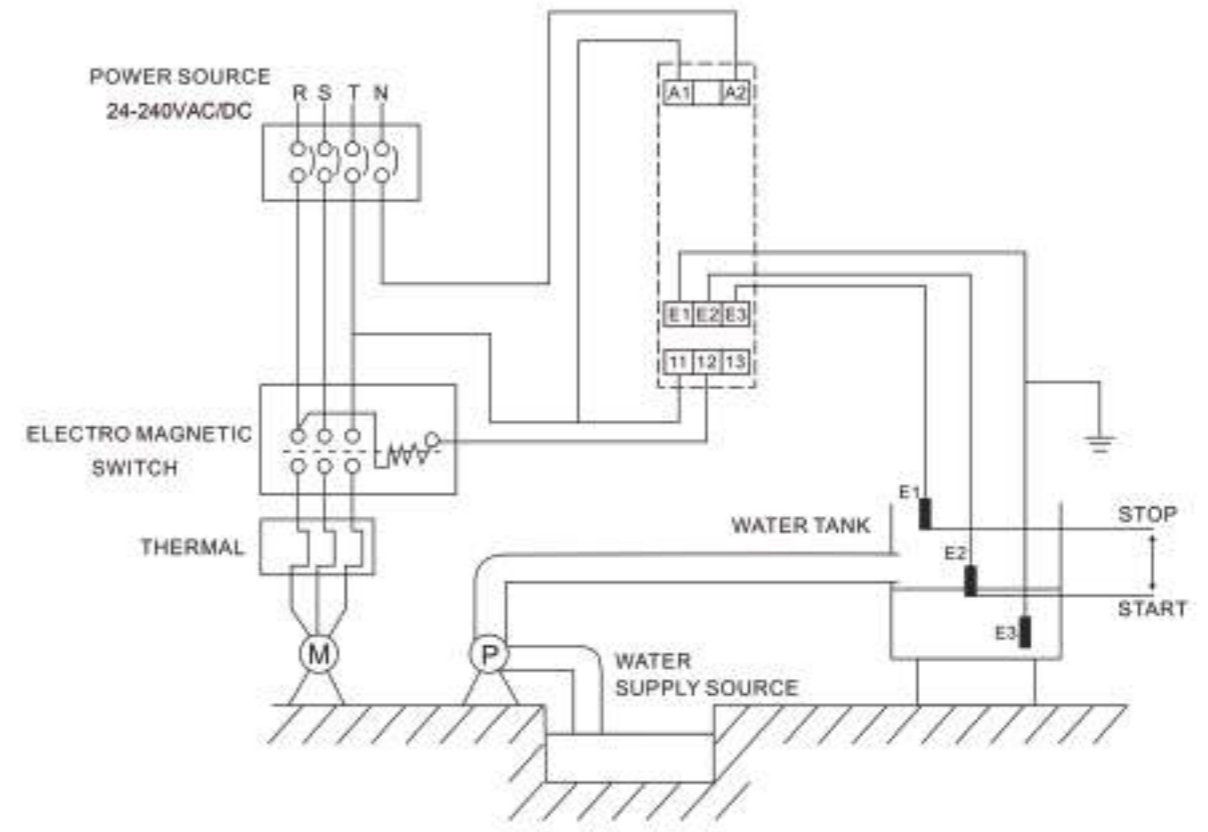 POWER SOURCE
24-240VAC/DC
R S T N
A1 A2
E1 E2 E3
11 12 13
ELECTRO MAGNETIC
SWITCH
THERMAL
M
P
WATER
SUPPLY SOURCE
WATER TANK
E1
E2
E3
STOP
START